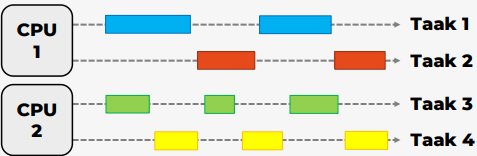 CPU
1
Taak 1
Taak 2
CPU
2
Taak 3
Taak 4